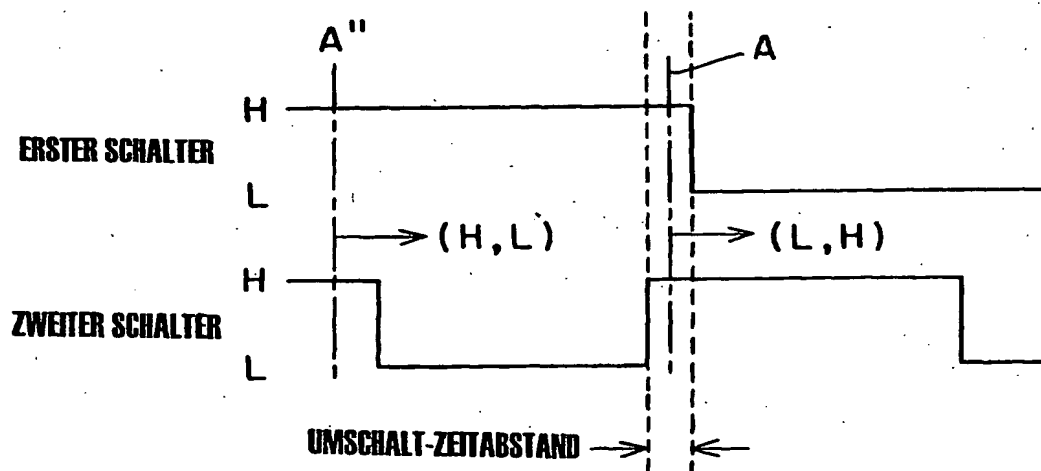 A"
A
H
ERSTER SCHALTER
L
(H,L)
(L,H)
H
ZWEITER SCHALTER
L
UMSCHALT-ZEITABSTAND